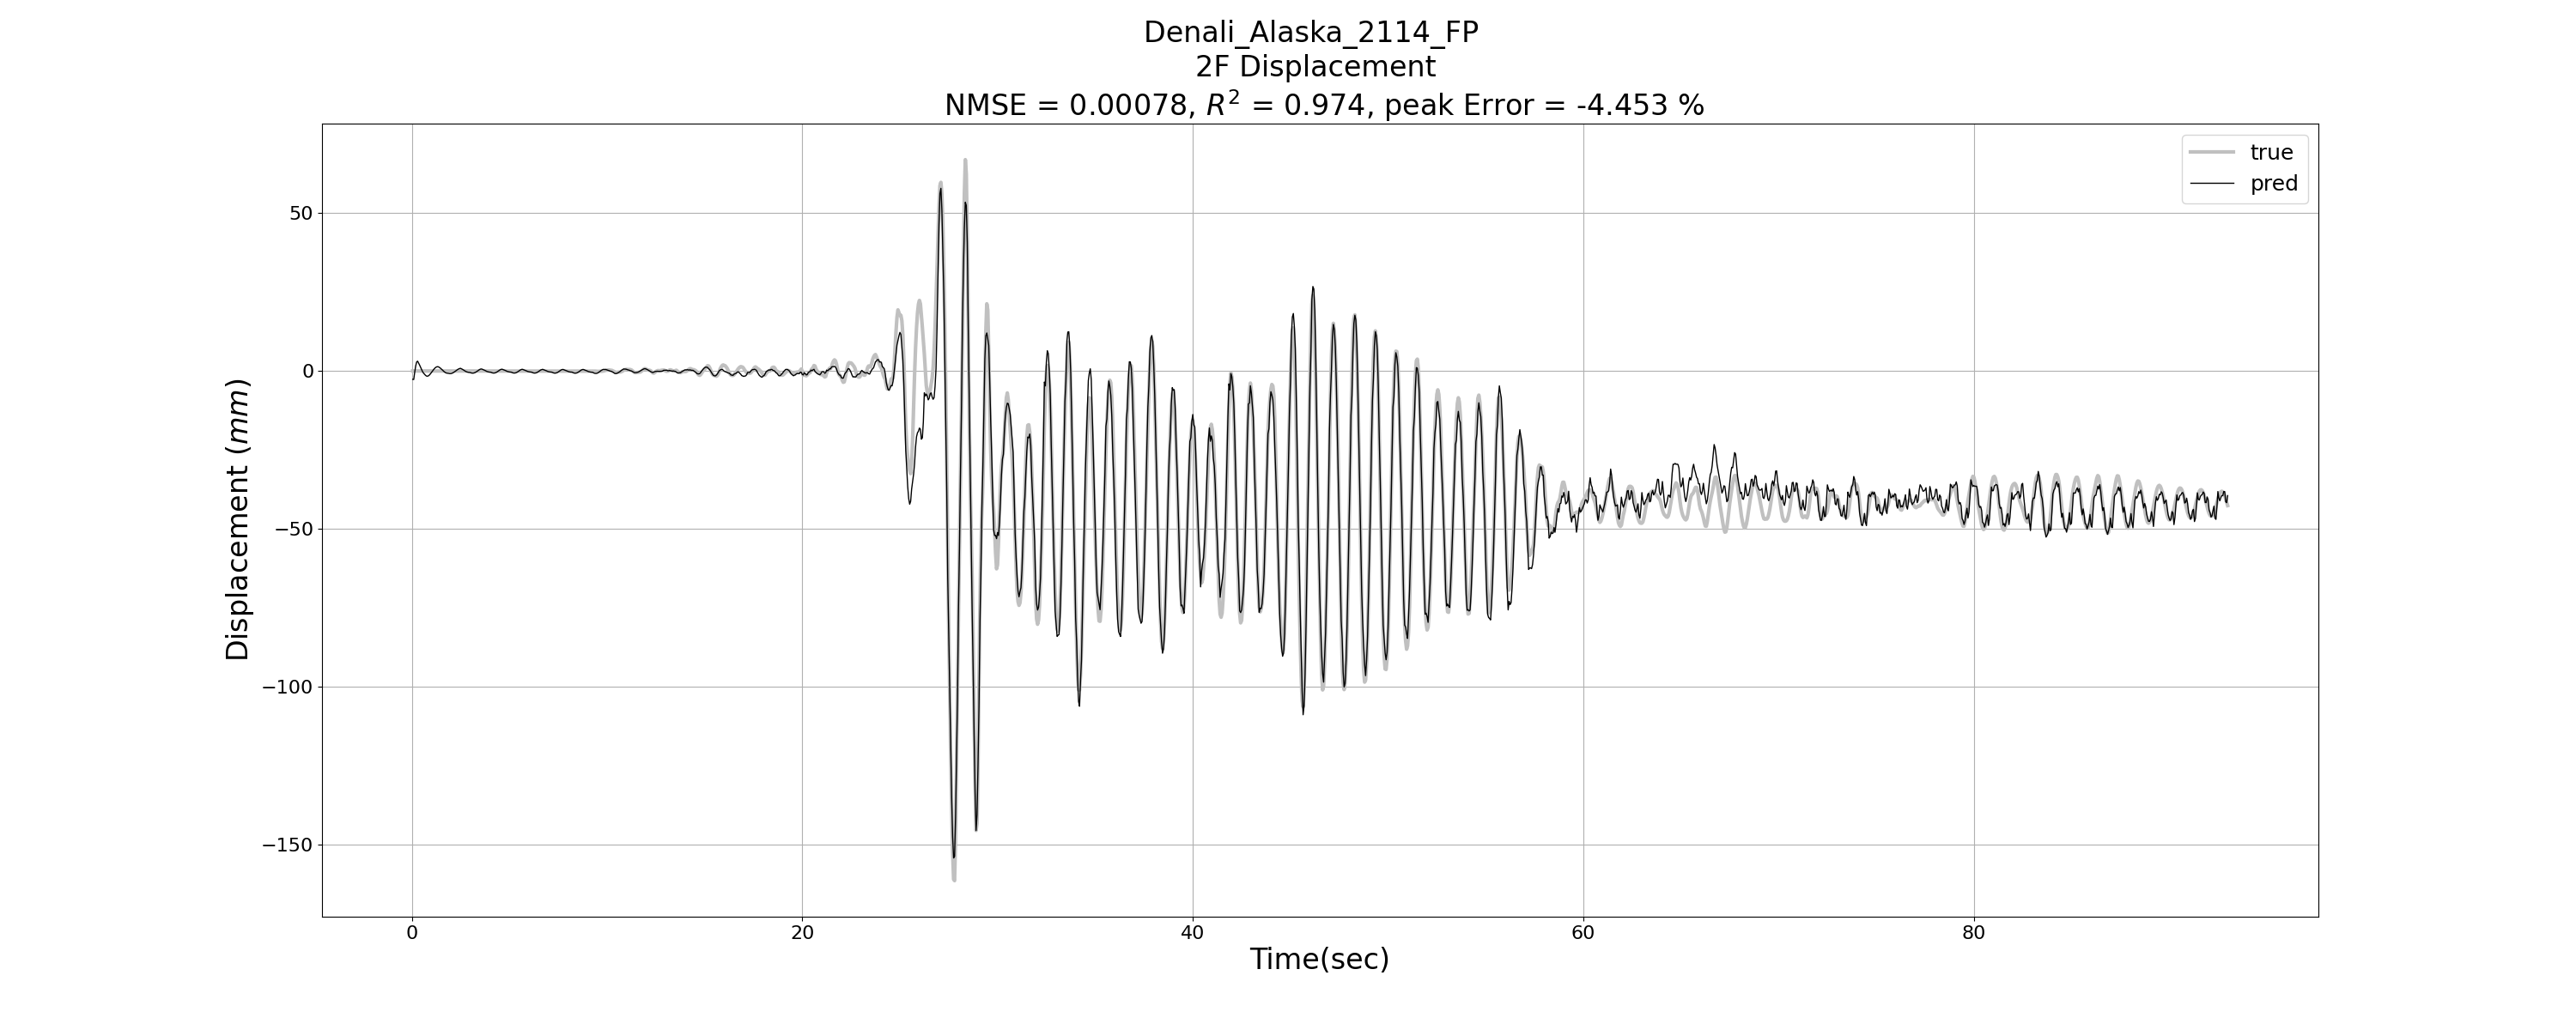 Denali_Alaska_2114_FP
2F Displacement
NMSE = 0.00078, R² = 0.974, peak Error = -4.453 %
true
pred
50
0
−50
−100
−150
Displacement (mm)
0 20 40 60 80
Time(sec)